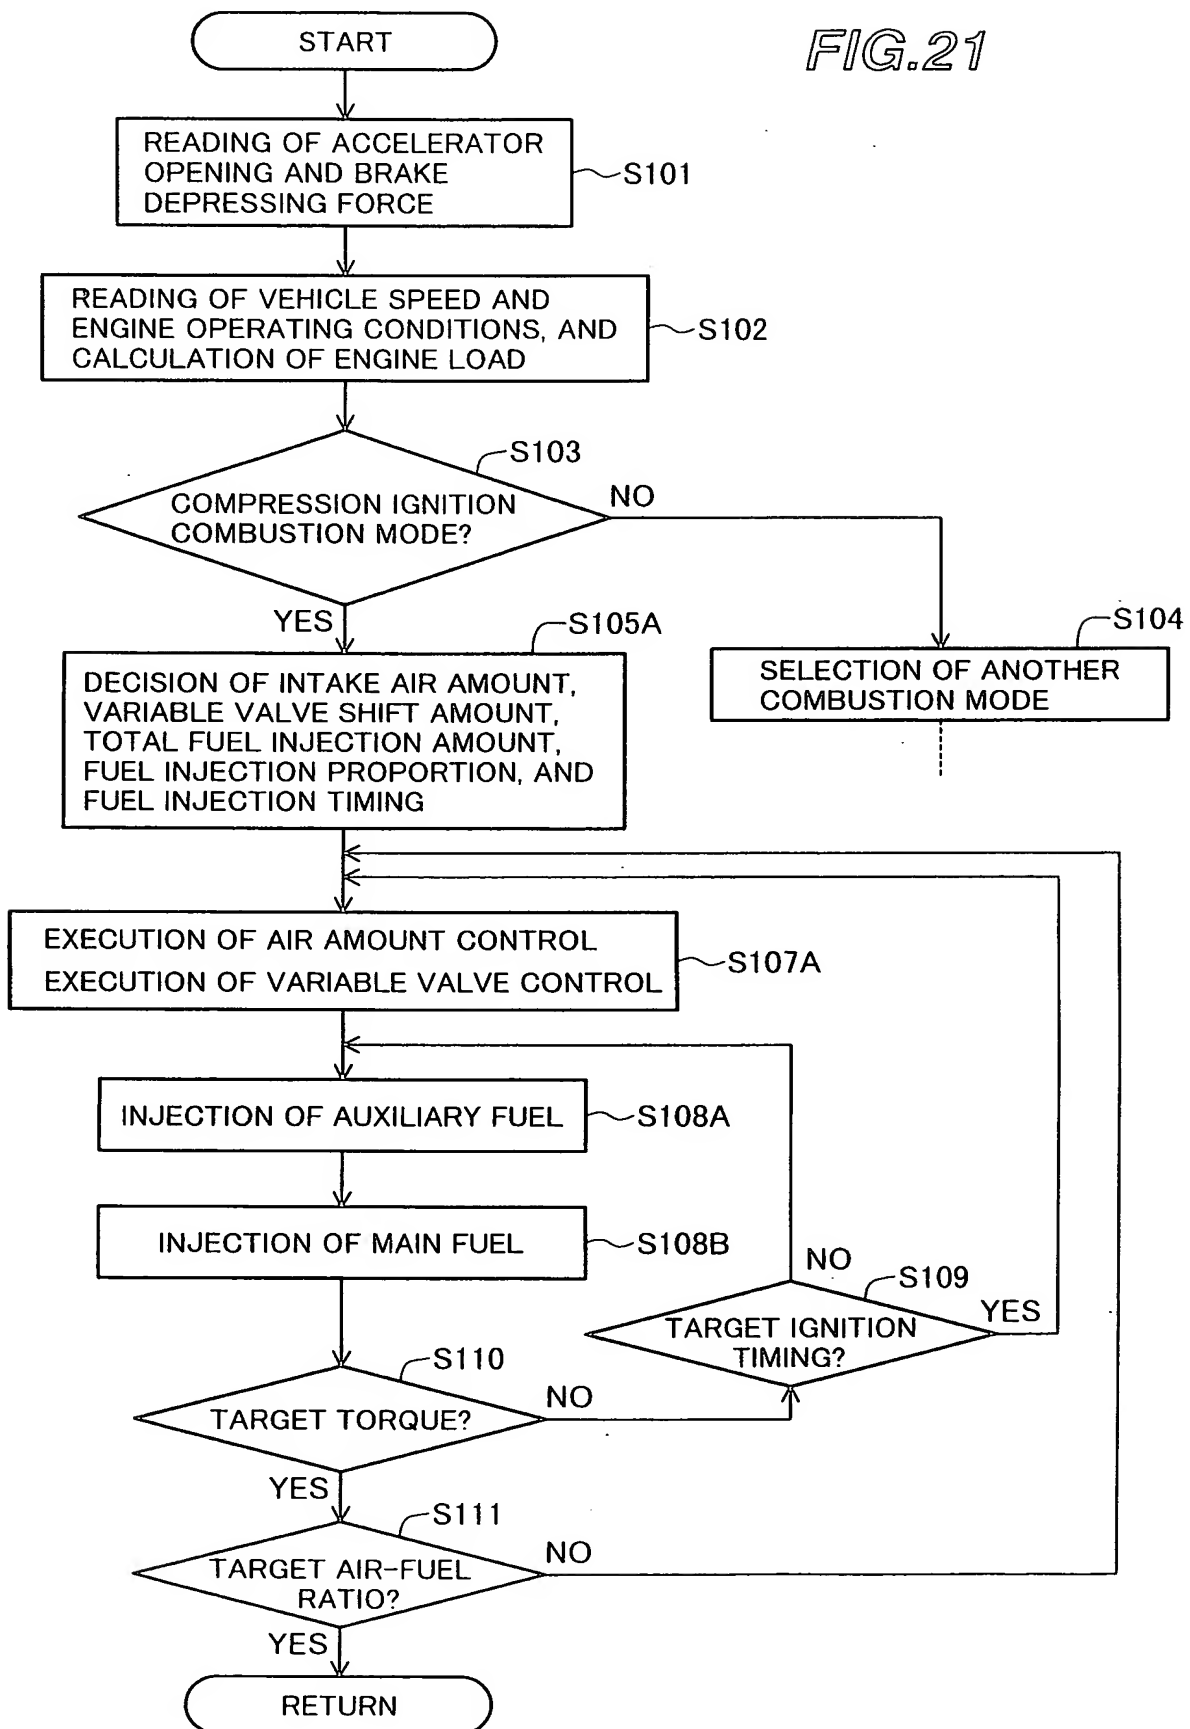 START
FIG.21
READING OF ACCELERATOR
OPENING AND BRAKE
DEPRESSING FORCE
S101
READING OF VEHICLE SPEED AND
ENGINE OPERATING CONDITIONS, AND
CALCULATION OF ENGINE LOAD
S102
S103
COMPRESSION IGNITION
COMBUSTION MODE?
NO
YES
S104
SELECTION OF ANOTHER
COMBUSTION MODE
S105A
DECISION OF INTAKE AIR AMOUNT,
VARIABLE VALVE SHIFT AMOUNT,
TOTAL FUEL INJECTION AMOUNT,
FUEL INJECTION PROPORTION, AND
FUEL INJECTION TIMING
EXECUTION OF AIR AMOUNT CONTROL
EXECUTION OF VARIABLE VALVE CONTROL
S107A
INJECTION OF AUXILIARY FUEL
S108A
INJECTION OF MAIN FUEL
S108B
NO
S109
YES
TARGET IGNITION
TIMING?
S110
TARGET TORQUE?
NO
YES
S111
TARGET AIR-FUEL
RATIO?
NO
YES
RETURN